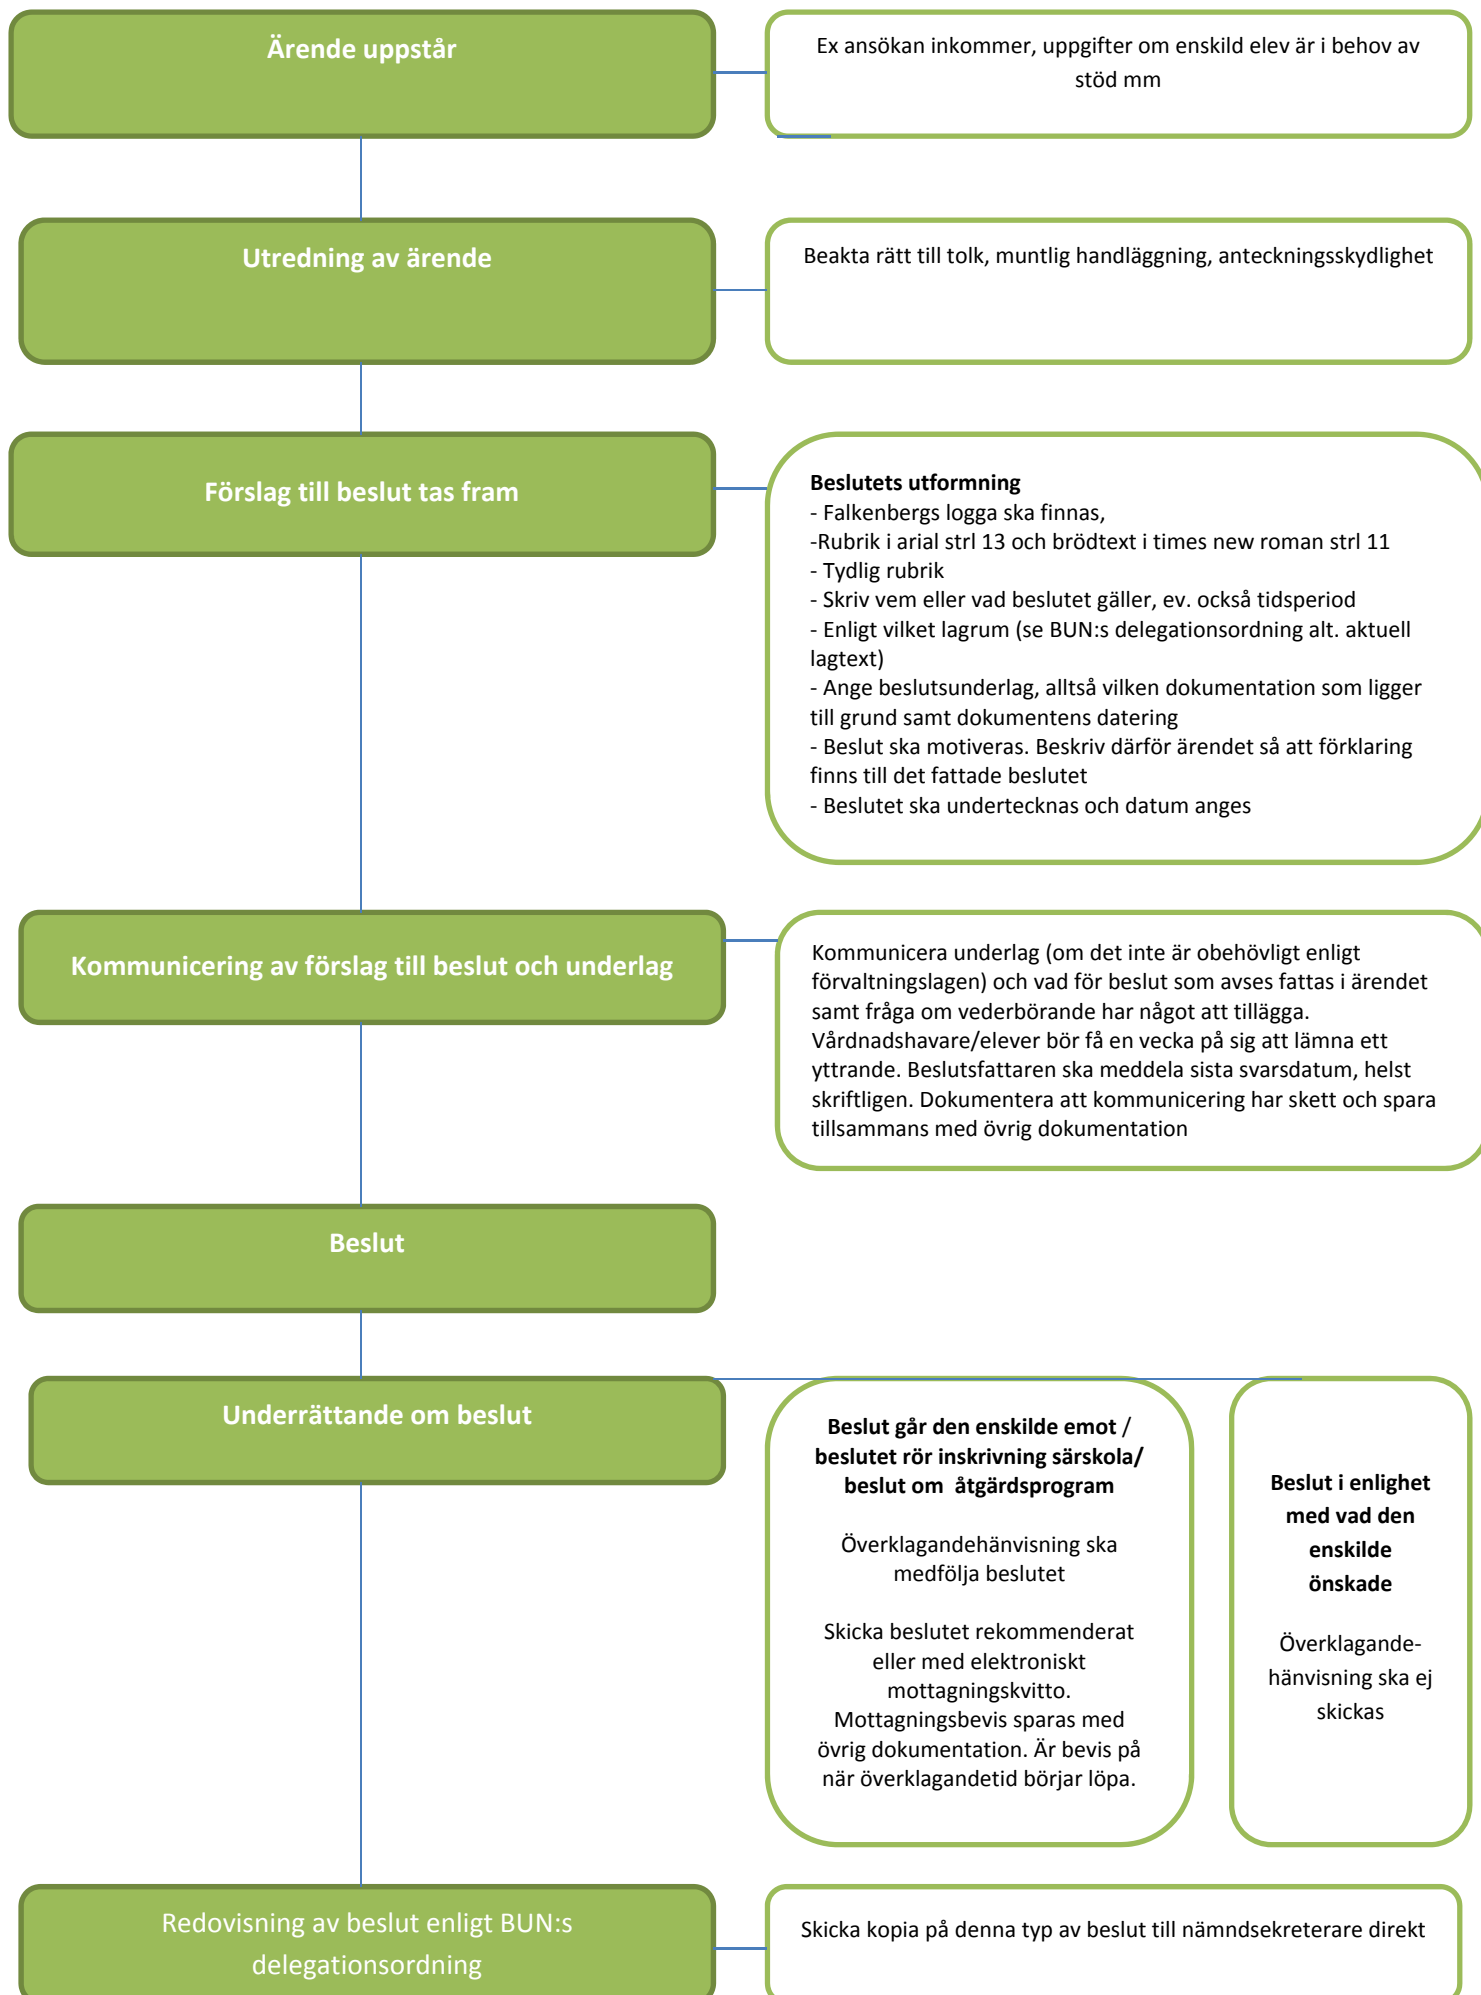 Ärende uppstår
Ex ansökan inkommer, uppgifter om enskild elev är i behov av
stöd mm
Utredning av ärende
Beakta rätt till tolk, muntlig handläggning, anteckningsskydlighet
Förslag till beslut tas fram
Beslutets utformning
- Falkenbergs logga ska finnas,
-Rubrik i arial strl 13 och brödtext i times new roman strl 11
- Tydlig rubrik
- Skriv vem eller vad beslutet gäller, ev. också tidsperiod
- Enligt vilket lagrum (se BUN:s delegationsordning alt. aktuell
lagtext)
- Ange beslutsunderlag, alltså vilken dokumentation som ligger
till grund samt dokumentens datering
- Beslut ska motiveras. Beskriv därför ärendet så att förklaring
finns till det fattade beslutet
- Beslutet ska undertecknas och datum anges
Kommunicering av förslag till beslut och underlag
Kommunicera underlag (om det inte är obehövligt enligt
förvaltningslagen) och vad för beslut som avses fattas i ärendet
samt fråga om vederbörande har något att tillägga.
Vårdnadshavare/elever bör få en vecka på sig att lämna ett
yttrande. Beslutsfattaren ska meddela sista svarsdatum, helst
skriftligen. Dokumentera att kommunicering har skett och spara
tillsammans med övrig dokumentation
Beslut
Underrättande om beslut
Beslut går den enskilde emot /
beslutet rör inskrivning särskola/
beslut om åtgärdsprogram
Överklagandehänvisning ska
medfölja beslutet
Skicka beslutet rekommenderat
eller med elektroniskt
mottagningskvitto.
Mottagningsbevis sparas med
övrig dokumentation. Är bevis på
när överklagandetid börjar löpa.
Beslut i enlighet
med vad den
enskilde
önskade
Överklagande-
hänvisning ska ej
skickas
Redovisning av beslut enligt BUN:s
delegationsordning
Skicka kopia på denna typ av beslut till nämndsekreterare direkt